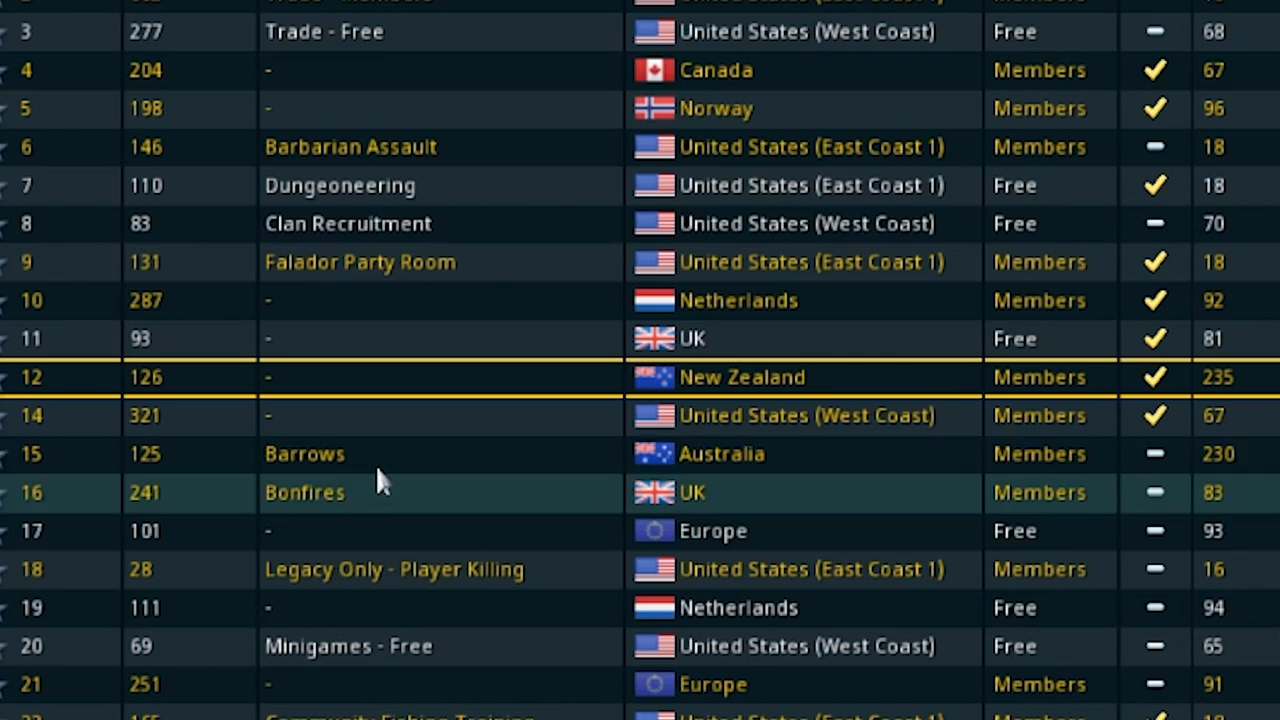 3 277 Trade - Free United States (West Coast) Free - 68
4 204 - Canada Members ✓ 67
5 198 - Norway Members ✓ 96
6 146 Barbarian Assault United States (East Coast 1) Members - 18
7 110 Dungeoneering United States (East Coast 1) Free ✓ 18
8 83 Clan Recruitment United States (West Coast) Free - 70
9 131 Falador Party Room United States (East Coast 1) Members ✓ 18
10 287 - Netherlands Members ✓ 92
11 93 - UK Free ✓ 81
12 126 - New Zealand Members ✓ 235
14 321 - United States (West Coast) Members ✓ 67
15 125 Barrows Australia Members - 230
16 241 Bonfires UK Members - 83
17 101 - Europe Free - 93
18 28 Legacy Only - Player Killing United States (East Coast 1) Members - 16
19 111 - Netherlands Free - 94
20 69 Minigames - Free United States (West Coast) Free - 65
21 251 - Europe Members - 91